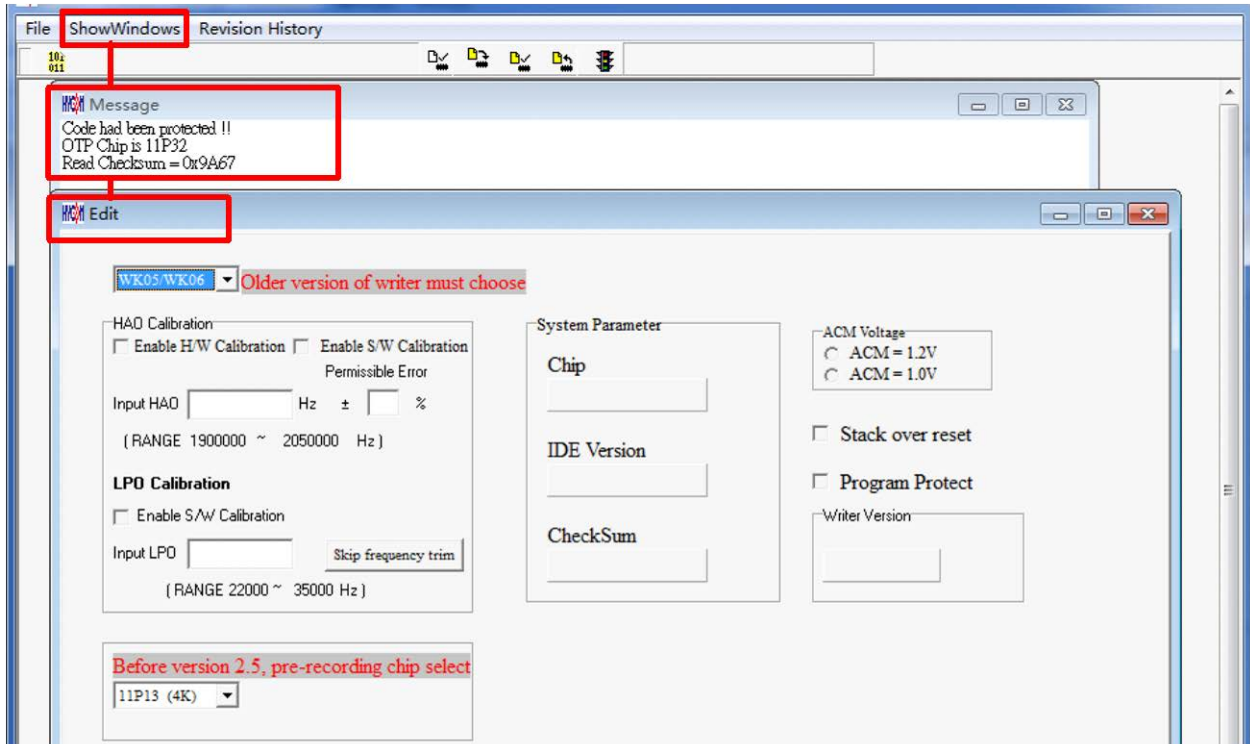 File ShowWindows Revision History
101
011
HYCON Message
Code had been protected !!
OTP Chip is 11P32
Read Checksum = 0x9A67
HYCON Edit
WK05/WK06 Older version of writer must choose
HAO Calibration
Enable H/W Calibration Enable S/W Calibration
Permissible Error
Input HAO Hz ± %
( RANGE 1900000 ~ 2050000 Hz )
LPO Calibration
Enable S/W Calibration
Input LPO Skip frequency trim
( RANGE 22000 ~ 35000 Hz )
System Parameter
Chip
IDE Version
CheckSum
ACM Voltage
ACM = 1.2V
ACM = 1.0V
Stack over reset
Program Protect
Writer Version
Before version 2.5, pre-recording chip select
11P13 (4K)